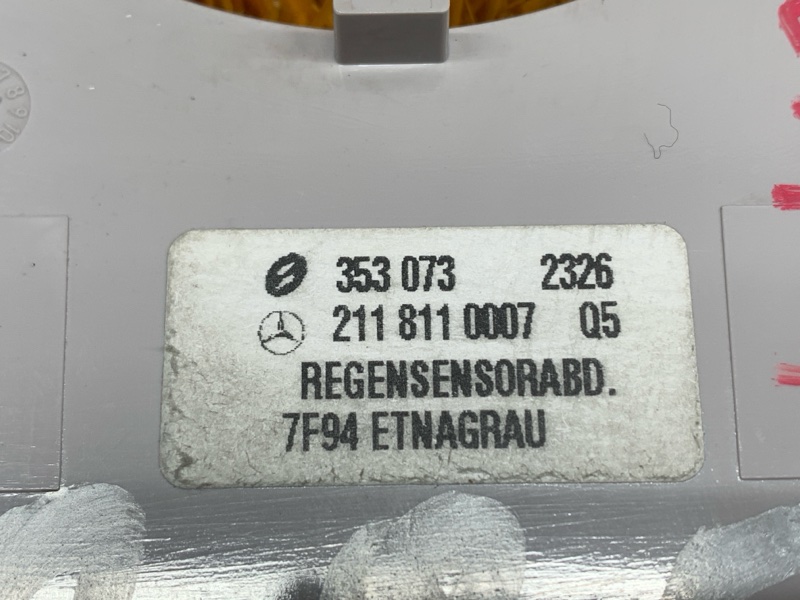 353 073 2326
211 811 0007 Q5
REGENSENSORABD.
7F94 ETNAGRAU